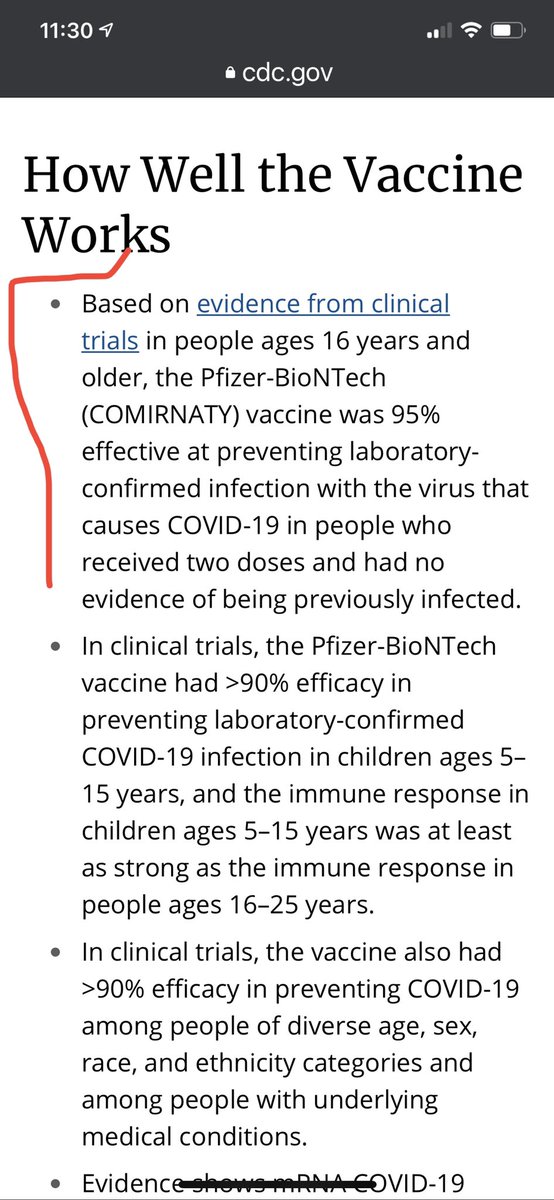 11:30
cdc.gov
How Well the Vaccine
Works
• Based on evidence from clinical
trials in people ages 16 years and
older, the Pfizer-BioNTech
(COMIRNATY) vaccine was 95%
effective at preventing laboratory-
confirmed infection with the virus that
causes COVID-19 in people who
received two doses and had no
evidence of being previously infected.
• In clinical trials, the Pfizer-BioNTech
vaccine had >90% efficacy in
preventing laboratory-confirmed
COVID-19 infection in children ages 5–
15 years, and the immune response in
children ages 5–15 years was at least
as strong as the immune response in
people ages 16–25 years.
• In clinical trials, the vaccine also had
>90% efficacy in preventing COVID-19
among people of diverse age, sex,
race, and ethnicity categories and
among people with underlying
medical conditions.
• Evidence shows mRNA COVID-19